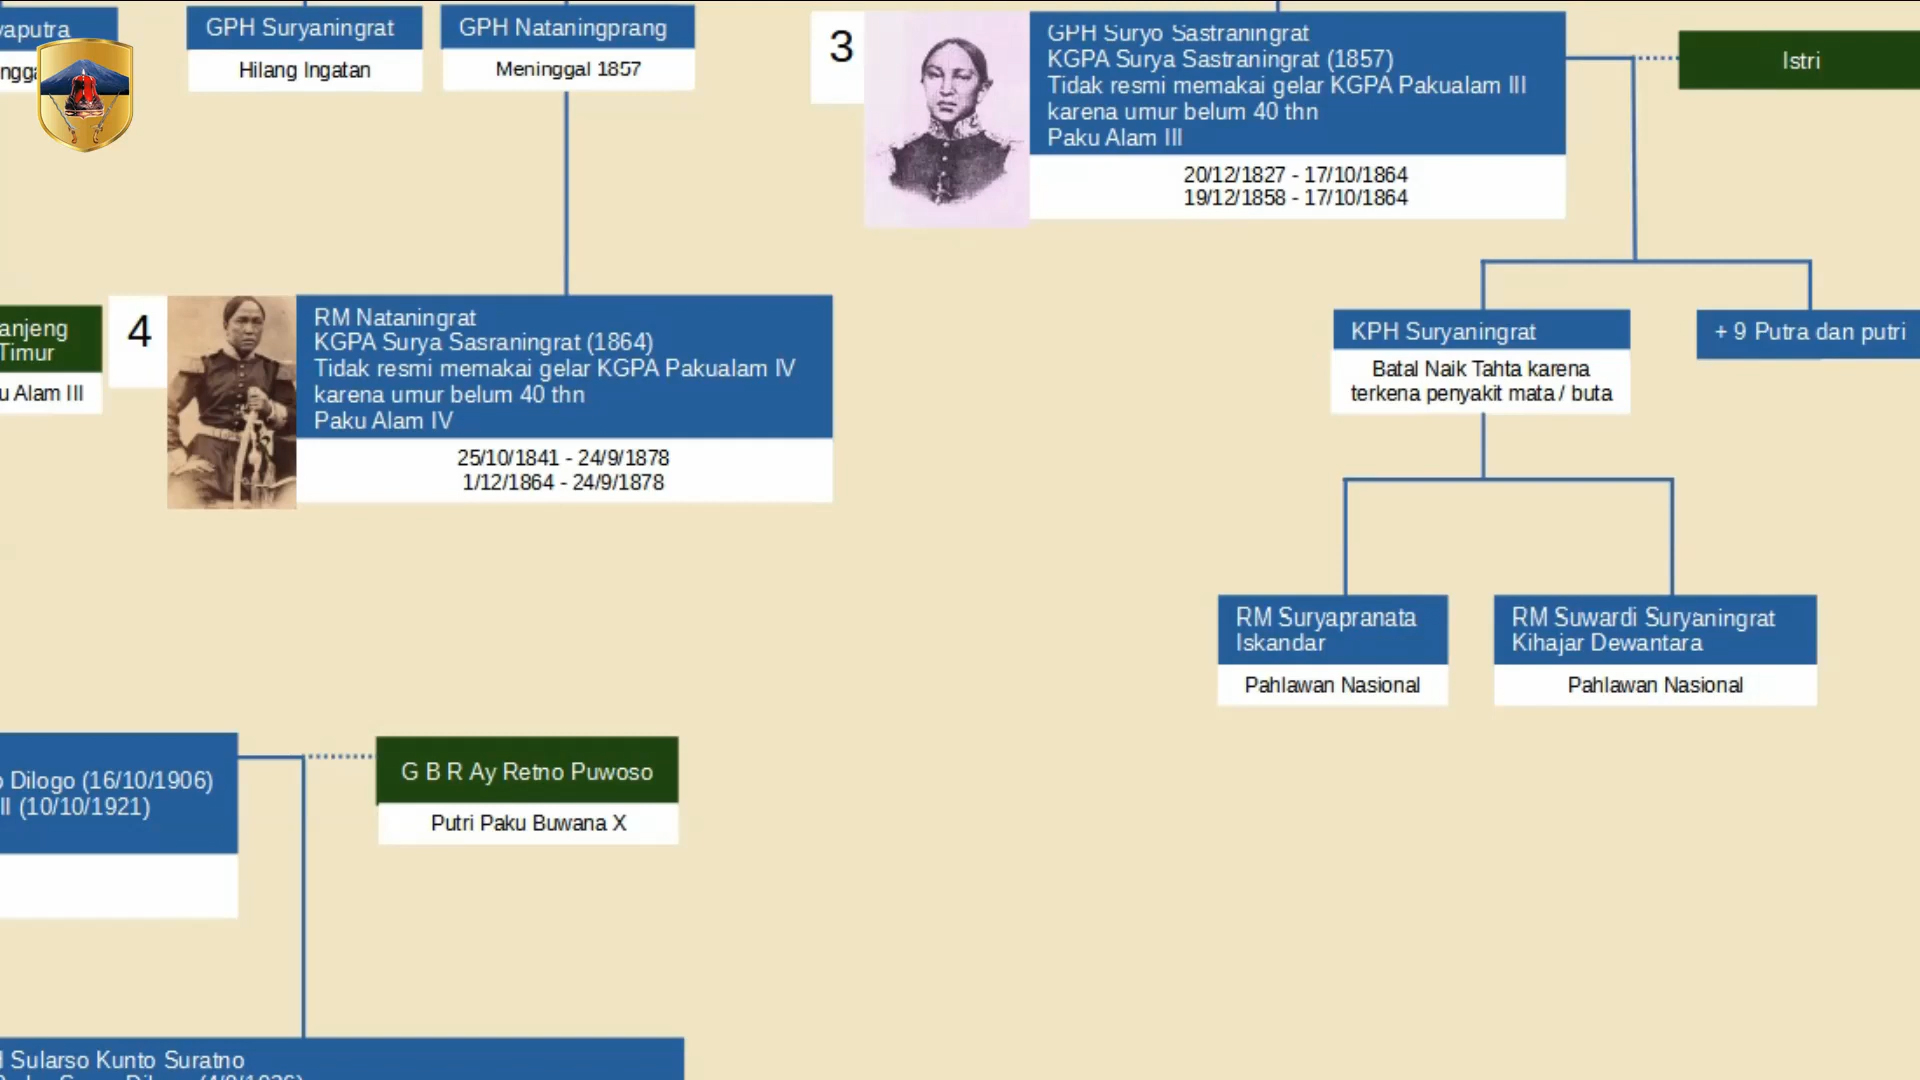 GPH Suryaningrat
Hilang Ingatan
GPH Nataningprang
Meninggal 1857
3
GPH Suryo Sastraningrat
KGPA Surya Sastraningrat (1857)
Tidak resmi memakai gelar KGPA Pakualam III
karena umur belum 40 thn
Paku Alam III
20/12/1827 - 17/10/1864
19/12/1858 - 17/10/1864
Istri
anjeng
Timur
u Alam III
4
RM Nataningrat
KGPA Surya Sasraningrat (1864)
Tidak resmi memakai gelar KGPA Pakualam IV
karena umur belum 40 thn
Paku Alam IV
25/10/1841 - 24/9/1878
1/12/1864 - 24/9/1878
KPH Suryaningrat
Batal Naik Tahta karena
terkena penyakit mata / buta
+ 9 Putra dan putri
RM Suryapranata
Iskandar
Pahlawan Nasional
RM Suwardi Suryaningrat
Kihajar Dewantara
Pahlawan Nasional
Dilogo (16/10/1906)
II (10/10/1921)
G B R Ay Retno Puwoso
Putri Paku Buwana X
Sularso Kunto Suratno